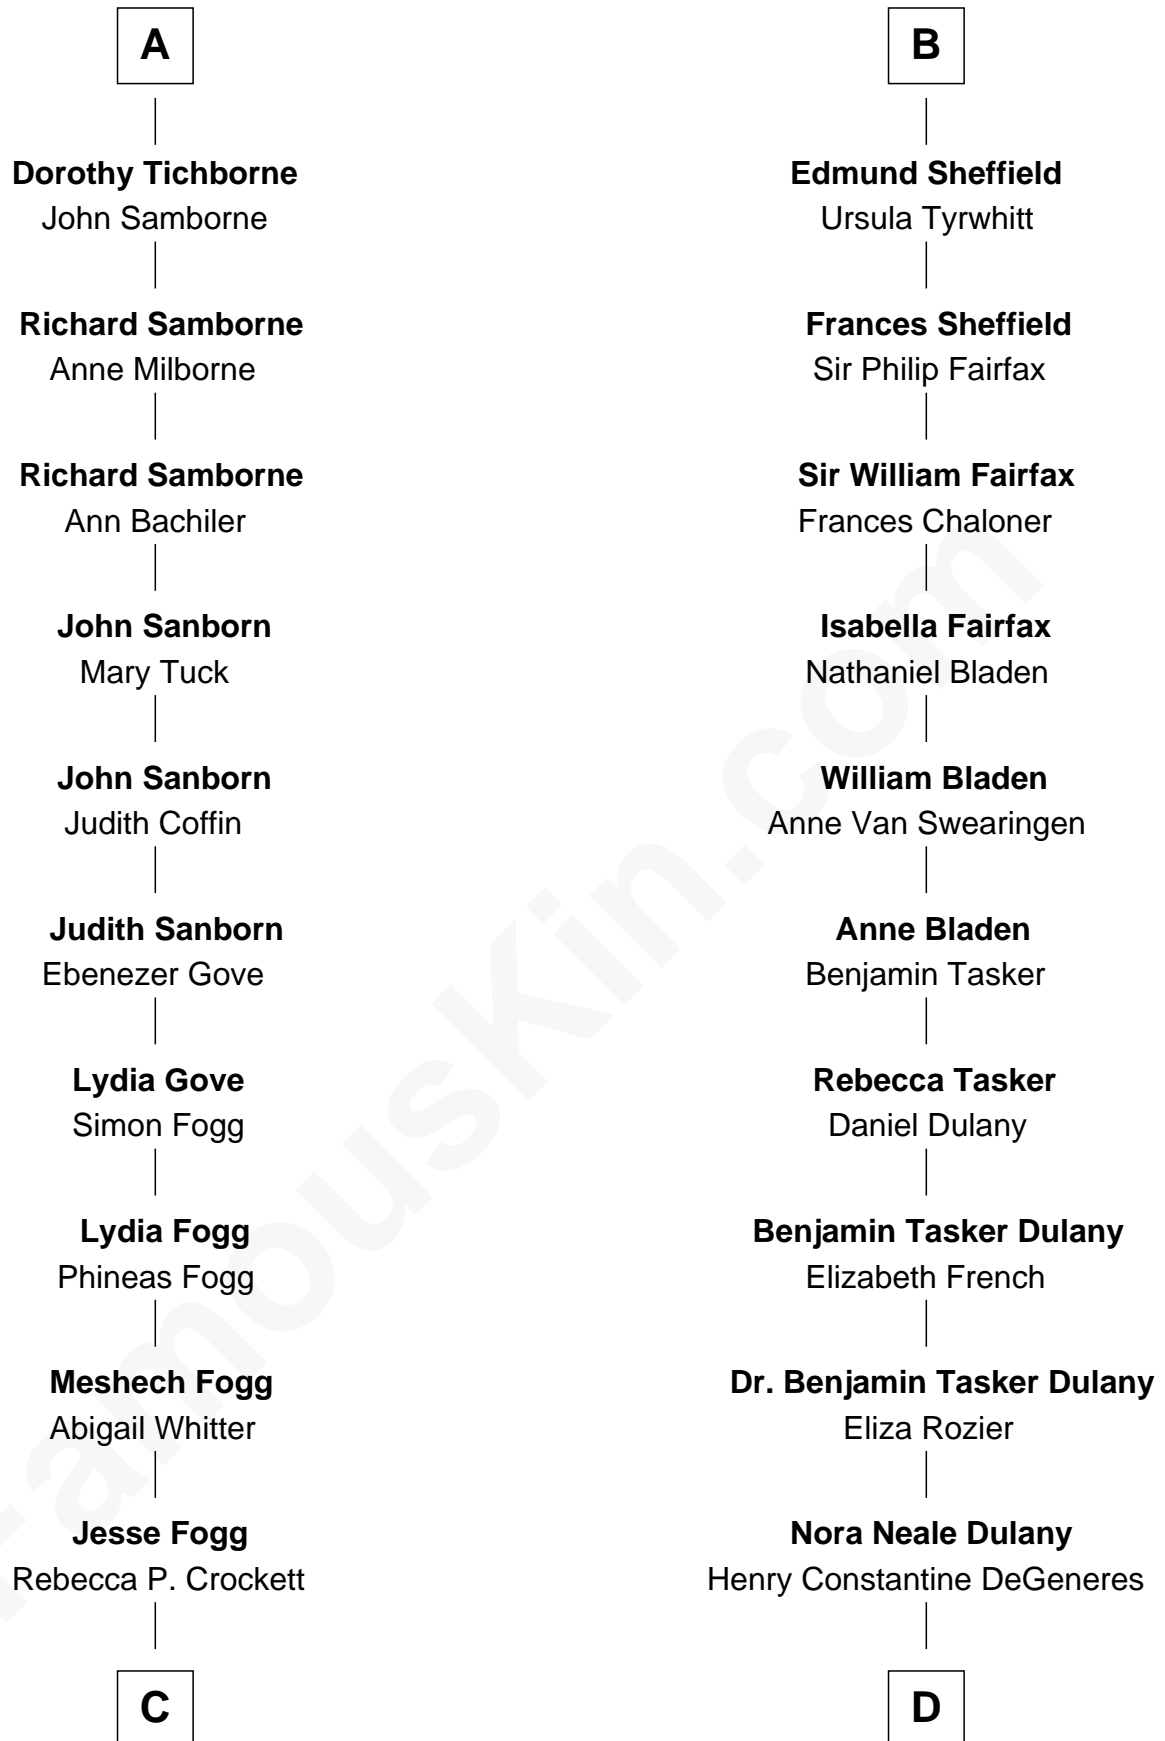 A
Dorothy Tichborne
John Samborne
Richard Samborne
Anne Milborne
Richard Samborne
Ann Bachiler
John Sanborn
Mary Tuck
John Sanborn
Judith Coffin
Judith Sanborn
Ebenezer Gove
Lydia Gove
Simon Fogg
Lydia Fogg
Phineas Fogg
Meshech Fogg
Abigail Whitter
Jesse Fogg
Rebecca P. Crockett
C
B
Edmund Sheffield
Ursula Tyrwhitt
Frances Sheffield
Sir Philip Fairfax
Sir William Fairfax
Frances Chaloner
Isabella Fairfax
Nathaniel Bladen
William Bladen
Anne Van Swearingen
Anne Bladen
Benjamin Tasker
Rebecca Tasker
Daniel Dulany
Benjamin Tasker Dulany
Elizabeth French
Dr. Benjamin Tasker Dulany
Eliza Rozier
Nora Neale Dulany
Henry Constantine DeGeneres
D
FamousKin.com